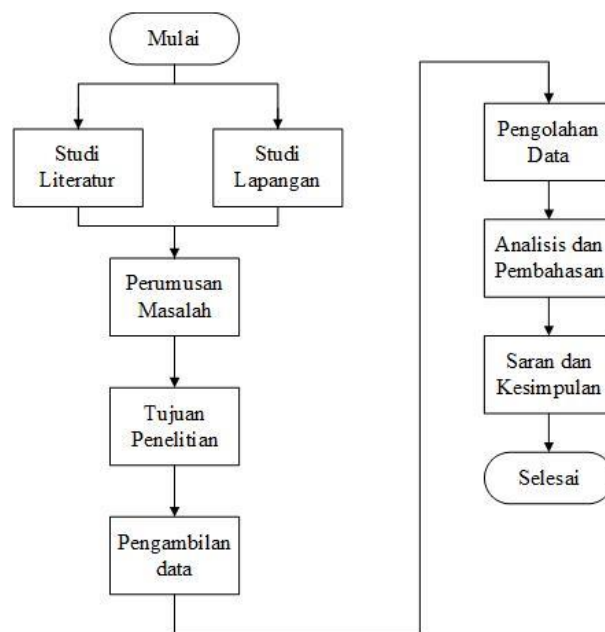 Mulai
Studi
Literatur
Studi
Lapangan
Perumusan
Masalah
Tujuan
Penelitian
Pengambilan
data
Pengolahan
Data
Analisis dan
Pembahasan
Saran dan
Kesimpulan
Selesai